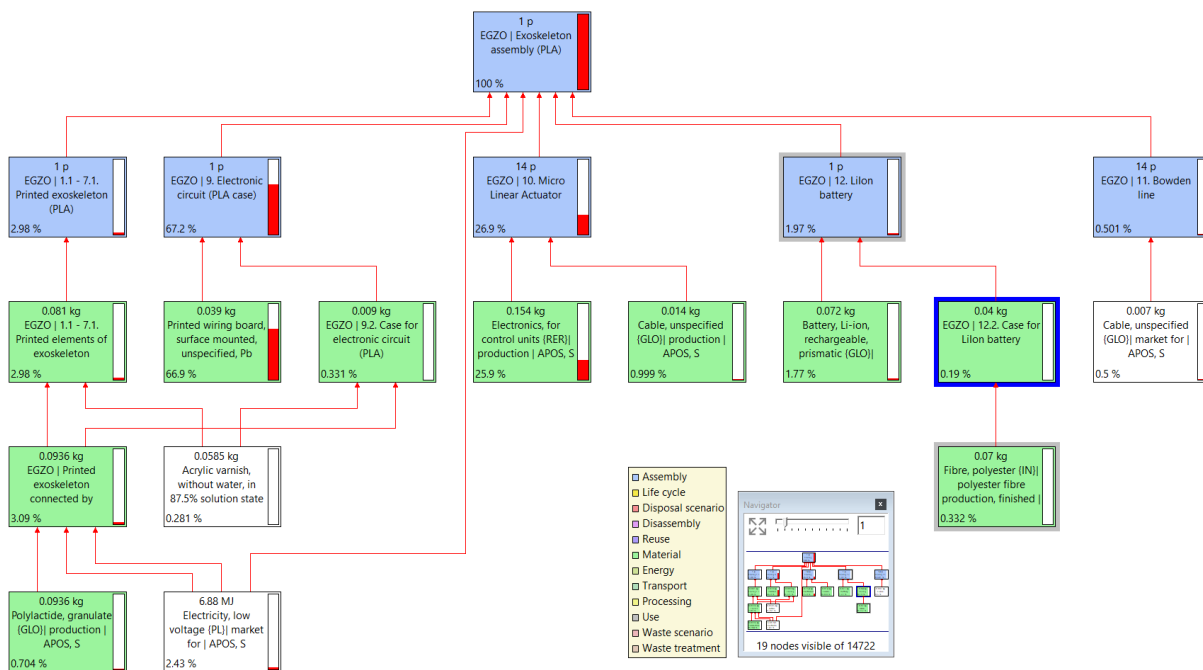 1 p
EGZO | Exoskeleton
assembly (PLA)
100 %
1 p
EGZO | 1.1 - 7.1.
Printed exoskeleton
(PLA)
2.98 %
1 p
EGZO | 9. Electronic
circuit (PLA case)
67.2 %
14 p
EGZO | 10. Micro
Linear Actuator
26.9 %
1 p
EGZO | 12. LiIon
battery
1.97 %
14 p
EGZO | 11. Bowden
line
0.501 %
0.081 kg
EGZO | 1.1 - 7.1.
Printed elements of
exoskeleton
2.98 %
0.039 kg
Printed wiring board,
surface mounted,
unspecified, Pb
66.9 %
0.009 kg
EGZO | 9.2. Case for
electronic circuit
(PLA)
0.331 %
0.154 kg
Electronics, for
control units {RER}|
production | APOS, S
25.9 %
0.014 kg
Cable, unspecified
{GLO}| production |
APOS, S
0.999 %
0.072 kg
Battery, Li-ion,
rechargeable,
prismatic {GLO}|
1.77 %
0.04 kg
EGZO | 12.2. Case for
LiIon battery
0.19 %
0.007 kg
Cable, unspecified
{GLO}| market for
| APOS, S
0.5 %
0.0936 kg
EGZO | Printed
exoskeleton
connected by
3.09 %
0.0585 kg
Acrylic varnish,
without water, in
87.5% solution state
0.281 %
0.07 kg
Fibre, polyester {IN}|
polyester fibre
production, finished |
0.332 %
0.0936 kg
Polylactide, granulate
{GLO}| production |
APOS, S
0.704 %
6.88 MJ
Electricity, low
voltage {PL}| market
for | APOS, S
2.43 %
Assembly
Life cycle
Disposal scenario
Disassembly
Reuse
Material
Energy
Transport
Processing
Use
Waste scenario
Waste treatment
Navigator
x
1
19 nodes visible of 14722